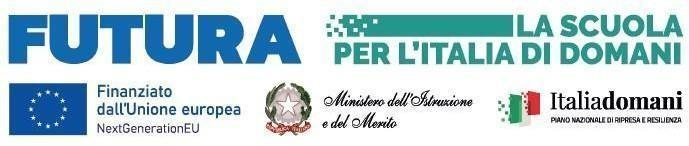 FUTURA
LA SCUOLA
PER L'ITALIA DI DOMANI
Finanziato
dall'Unione europea
NextGenerationEU
Ministero dell'Istruzione
e del Merito
Italiadomani
PIANO NAZIONALE DI RIPRESA E RESILIENZA